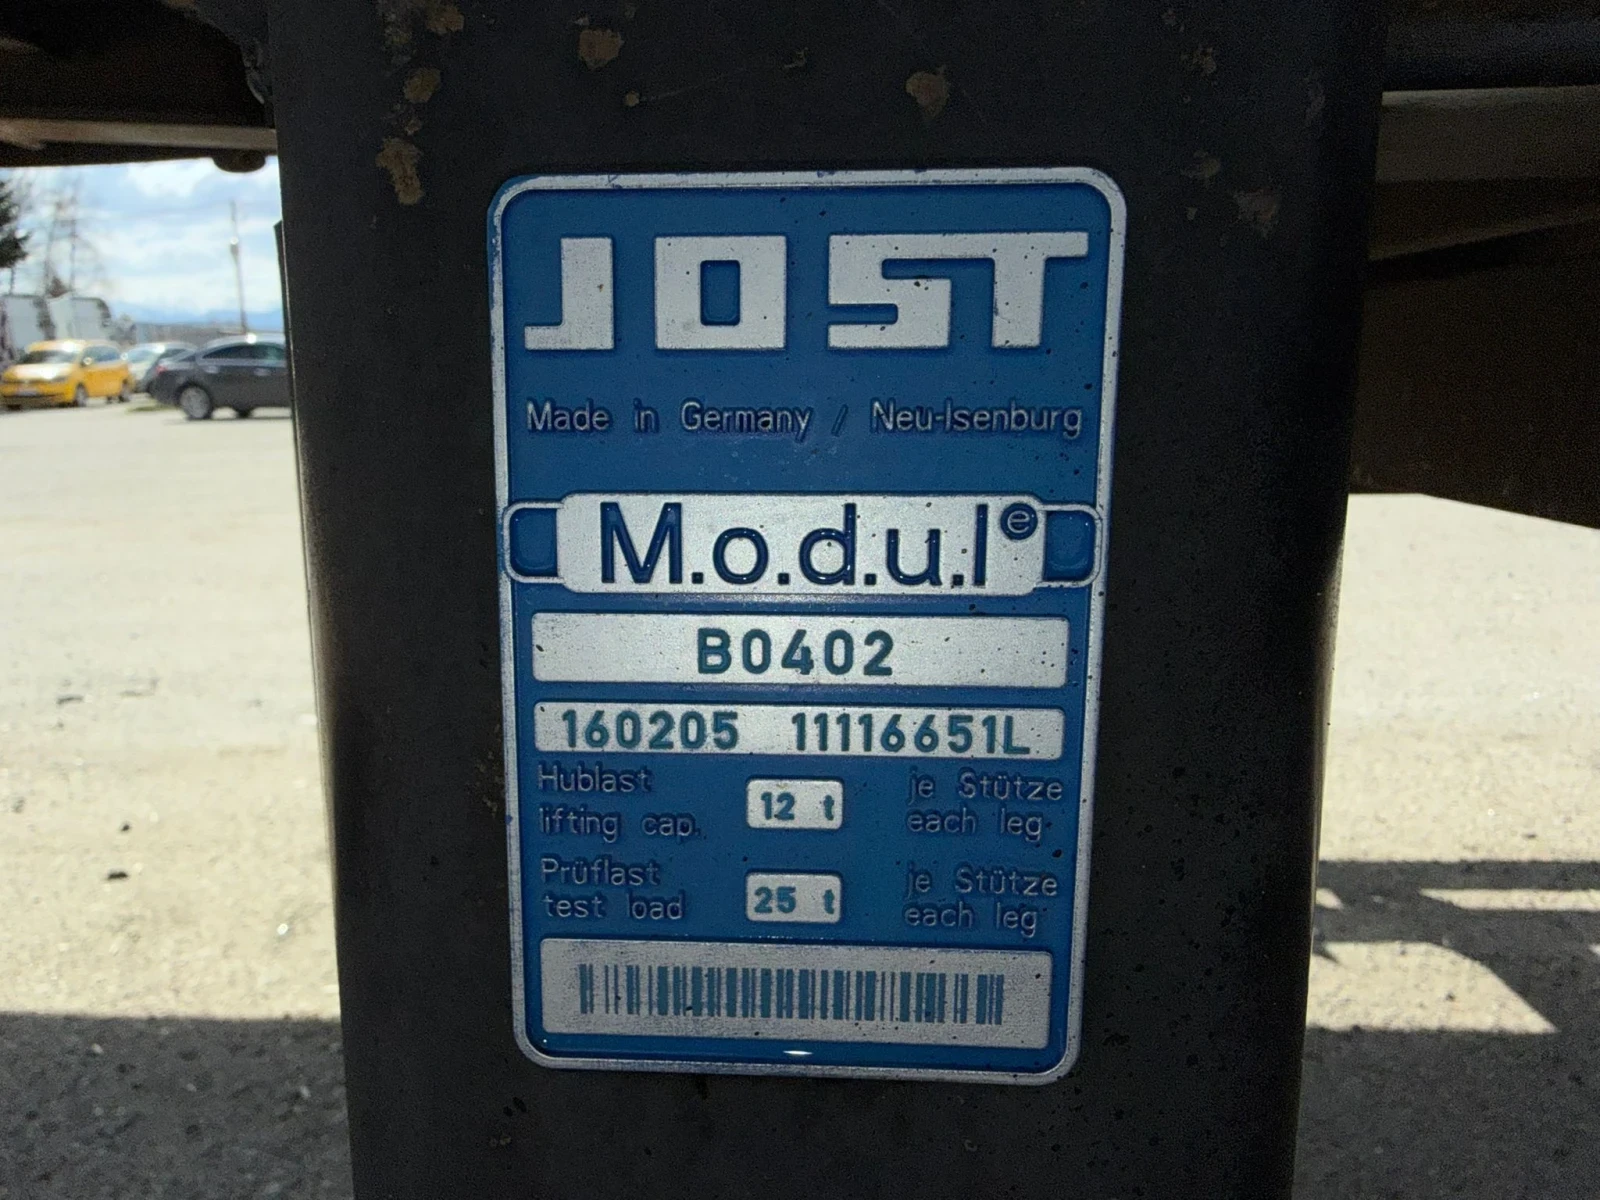 JOST
Made in Germany / Neu-Isenburg
M.o.d.u.l ⓔ
B0402
160205 11116651L
Hublast 12 t je Stütze
lifting cap. each leg
Prüflast 25 t je Stütze
test load each leg